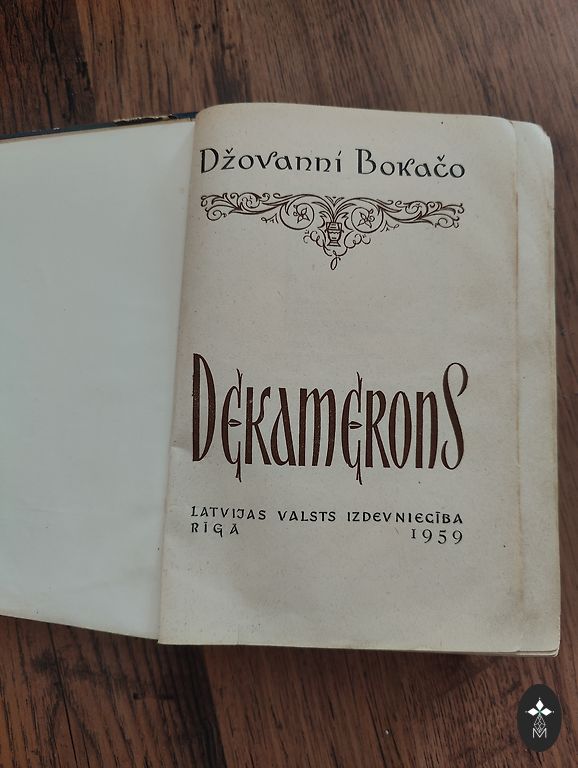 Džovanni Bokačo
DEKAMERONS
LATVIJAS VALSTS IZDEVNIECĪBA
RĪGA 1959
M